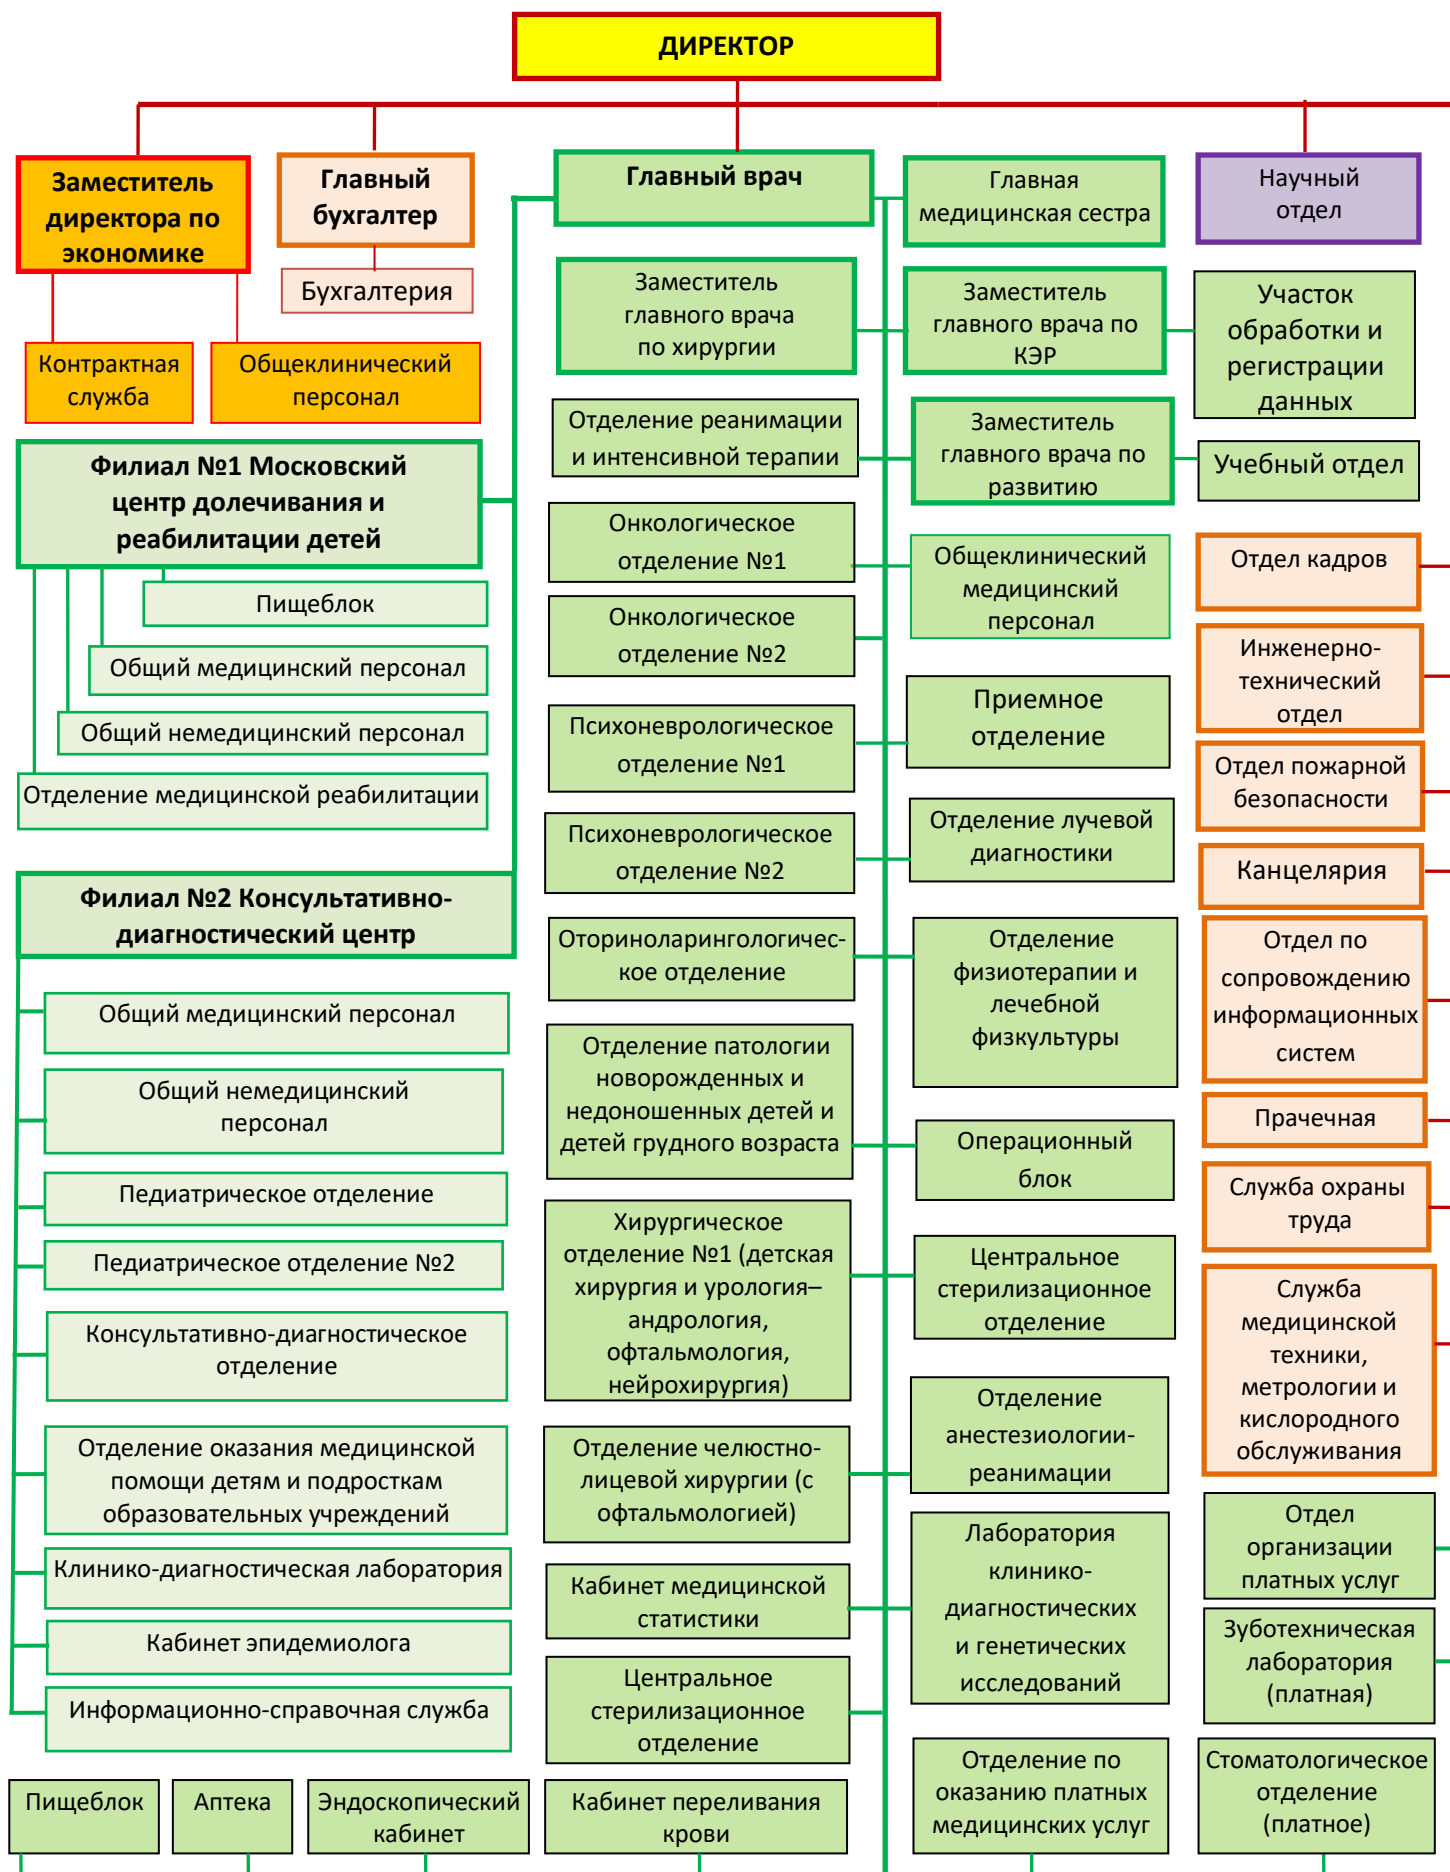 ДИРЕКТОР
Заместитель
директора по
экономике
Главный
бухгалтер
Бухгалтерия
Контрактная
служба
Общеклинический
персонал
Филиал №1 Московский
центр долечивания и
реабилитации детей
Пищеблок
Общий медицинский персонал
Общий немедицинский персонал
Отделение медицинской реабилитации
Филиал №2 Консультативно-
диагностический центр
Общий медицинский персонал
Общий немедицинский
персонал
Педиатрическое отделение
Педиатрическое отделение №2
Консультативно-диагностическое
отделение
Отделение оказания медицинской
помощи детям и подросткам
образовательных учреждений
Клинико-диагностическая лаборатория
Кабинет эпидемиолога
Информационно-справочная служба
Пищеблок
Аптека
Эндоскопический
кабинет
Главный врач
Заместитель
главного врача
по хирургии
Отделение реанимации
и интенсивной терапии
Онкологическое
отделение №1
Онкологическое
отделение №2
Психоневрологическое
отделение №1
Психоневрологическое
отделение №2
Оториноларингологичес-
кое отделение
Отделение патологии
новорожденных и
недоношенных детей и
детей грудного возраста
Хирургическое
отделение №1 (детская
хирургия и урология–
андрология,
офтальмология,
нейрохирургия)
Отделение челюстно-
лицевой хирургии (с
офтальмологией)
Кабинет медицинской
статистики
Центральное
стерилизационное
отделение
Кабинет переливания
крови
Главная
медицинская сестра
Заместитель
главного врача по
КЭР
Заместитель
главного врача по
развитию
Общеклинический
медицинский
персонал
Приемное
отделение
Отделение лучевой
диагностики
Отделение
физиотерапии и
лечебной
физкультуры
Операционный
блок
Центральное
стерилизационное
отделение
Отделение
анестезиологии-
реанимации
Лаборатория
клинико-
диагностических
и генетических
исследований
Отделение по
оказанию платных
медицинских услуг
Научный
отдел
Участок
обработки и
регистрации
данных
Учебный отдел
Отдел кадров
Инженерно-
технический
отдел
Отдел пожарной
безопасности
Канцелярия
Отдел по
сопровождению
информационных
систем
Прачечная
Служба охраны
труда
Служба
медицинской
техники,
метрологии и
кислородного
обслуживания
Отдел
организации
платных услуг
Зуботехническая
лаборатория
(платная)
Стоматологическое
отделение
(платное)